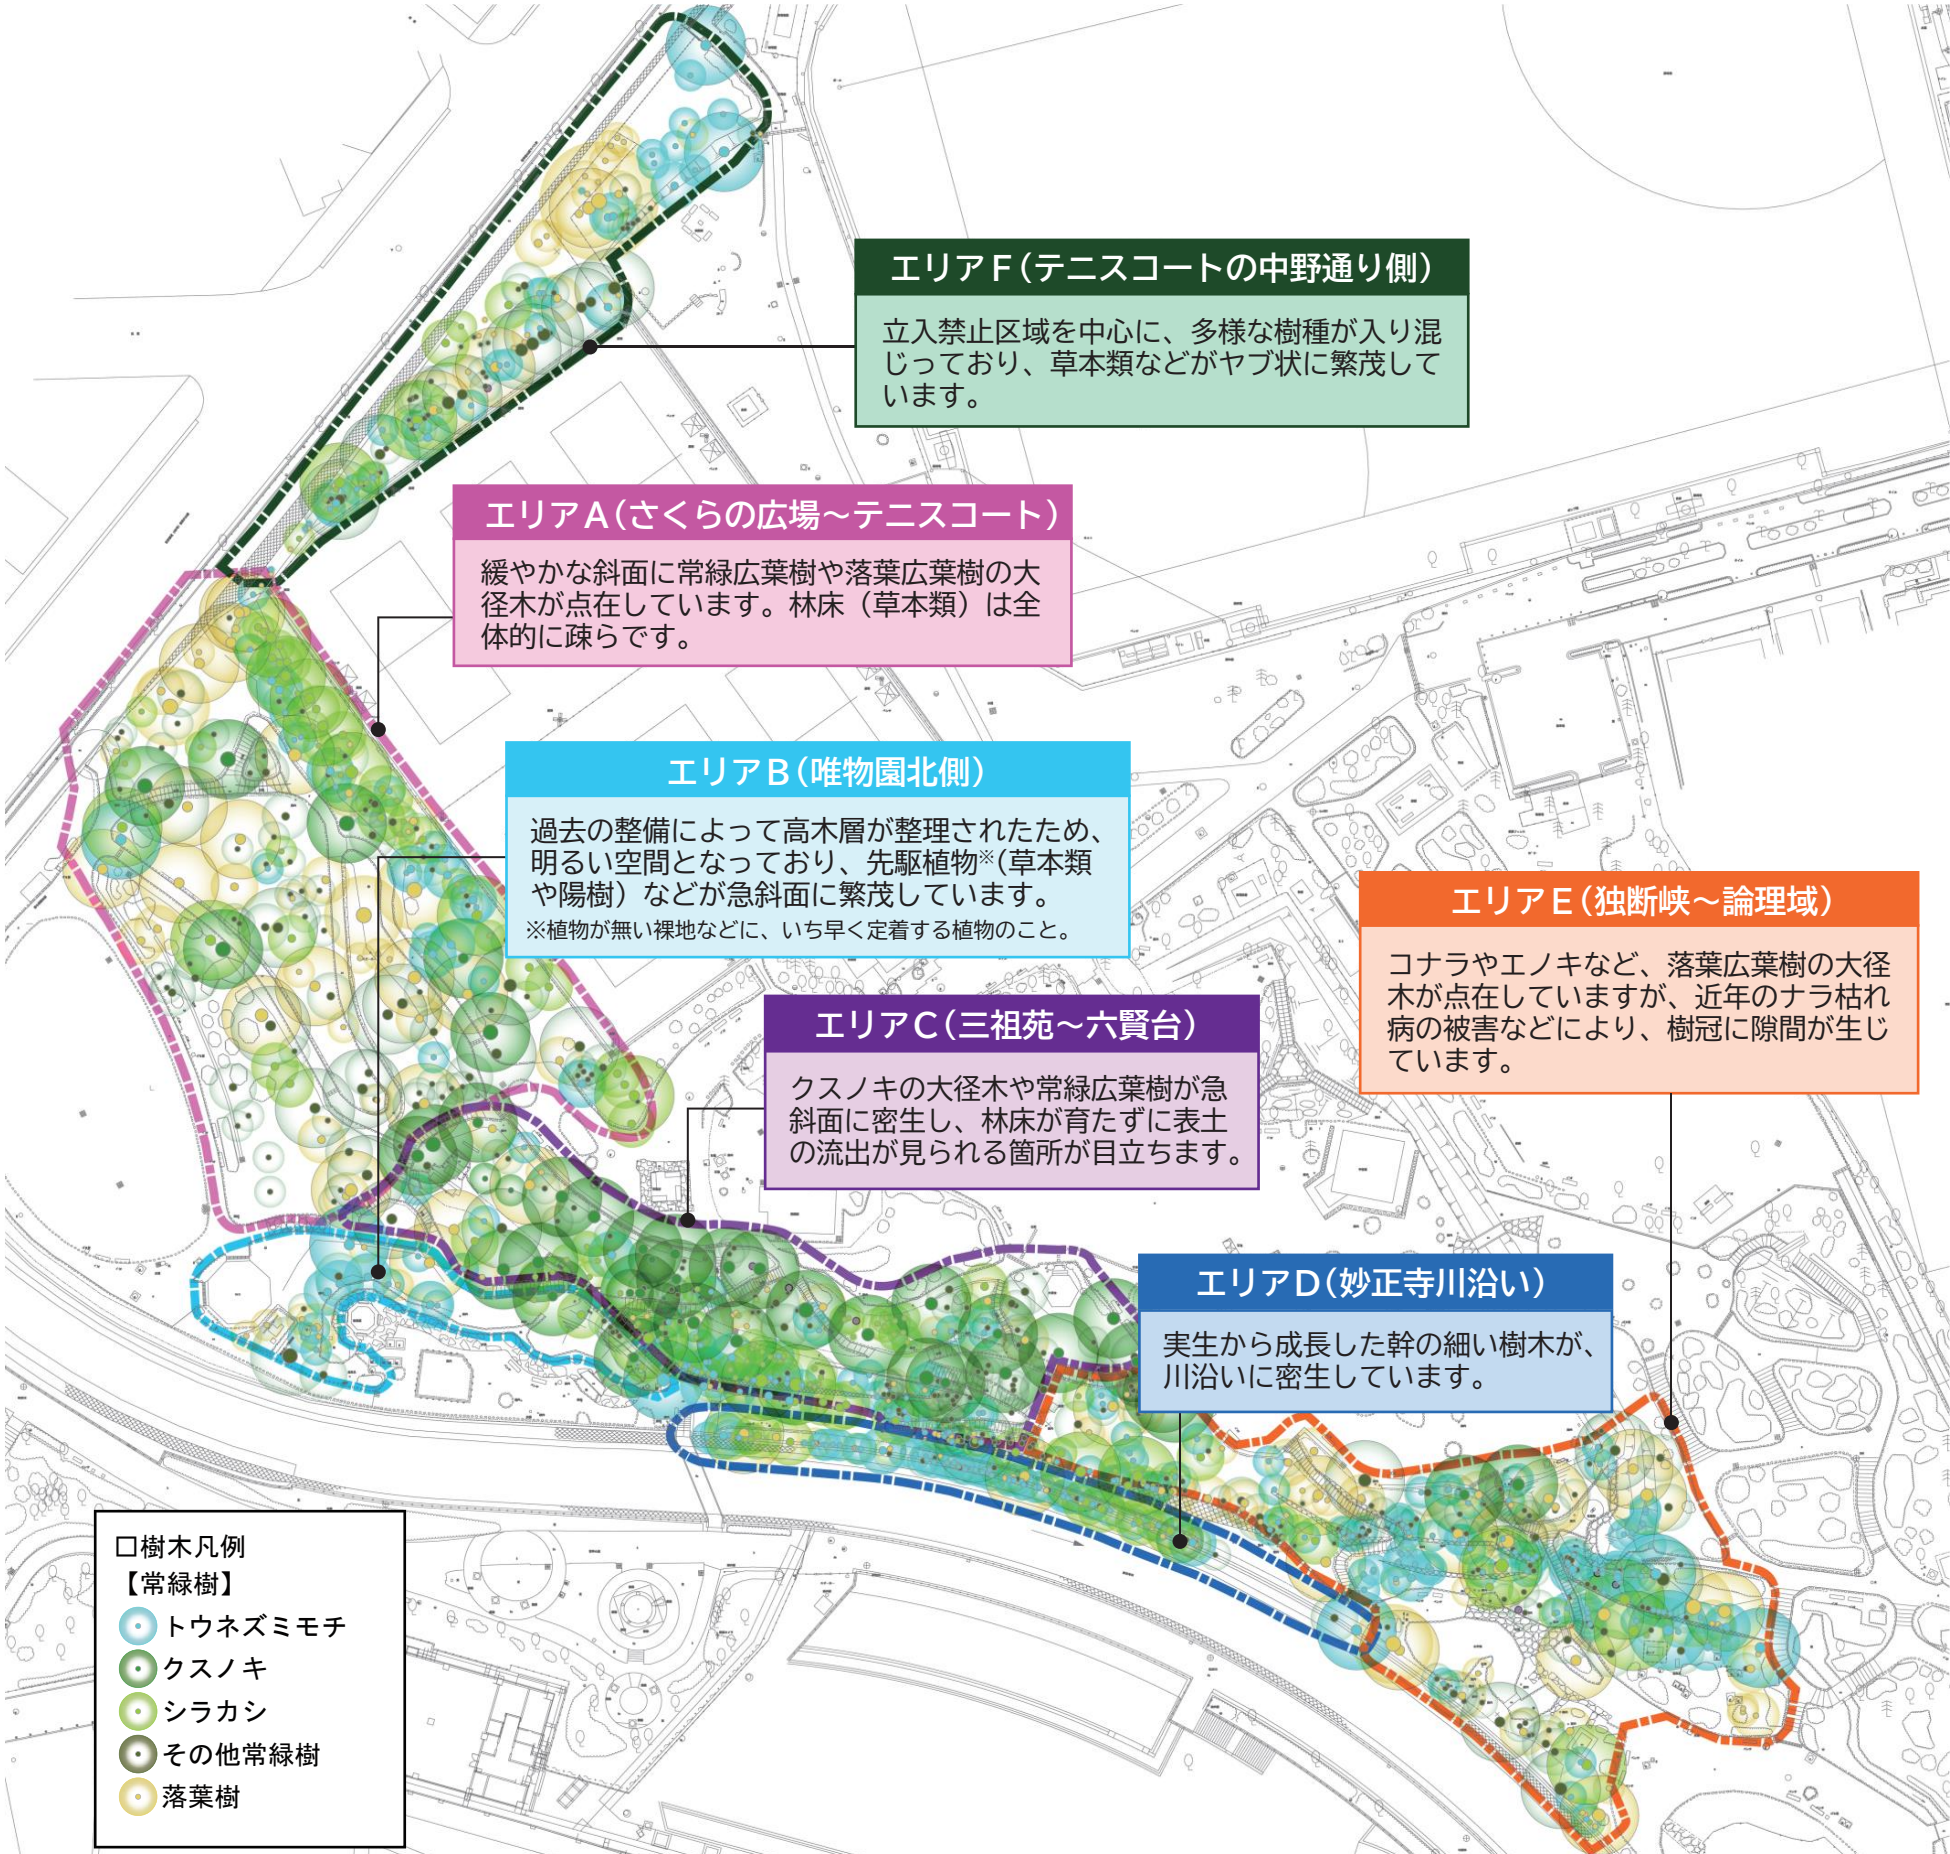 エリアF(テニスコートの中野通り側)
立入禁止区域を中心に、多様な樹種が入り混
じっており、草本類などがヤブ状に繁茂して
います。
エリアA(さくらの広場～テニスコート)
緩やかな斜面に常緑広葉樹や落葉広葉樹の大
径木が点在しています。林床（草本類）は全
体的に疎らです。
エリアB(唯物園北側)
過去の整備によって高木層が整理されたため、
明るい空間となっており、先駆植物※(草本類
や陽樹）などが急斜面に繁茂しています。
※植物が無い裸地などに、いち早く定着する植物のこと。
エリアE(独断峡～論理域)
コナラやエノキなど、落葉広葉樹の大径
木が点在していますが、近年のナラ枯れ
病の被害などにより、樹冠に隙間が生じ
ています。
エリアC(三祖苑～六賢台)
クスノキの大径木や常緑広葉樹が急
斜面に密生し、林床が育たずに表土
の流出が見られる箇所が目立ちます。
エリアD(妙正寺川沿い)
実生から成長した幹の細い樹木が、
川沿いに密生しています。
□樹木凡例
【常緑樹】
トウネズミモチ
クスノキ
シラカシ
その他常緑樹
落葉樹